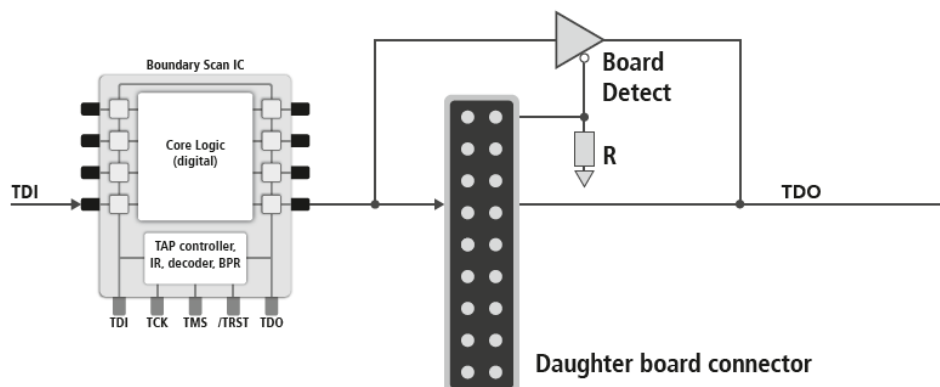 Boundary Scan IC
Core Logic
(digital)
TDI
TAP controller,
IR, decoder, BPR
TDI
TCK
TMS
/TRST
TDO
Board
Detect
R
TDO
Daughter board connector